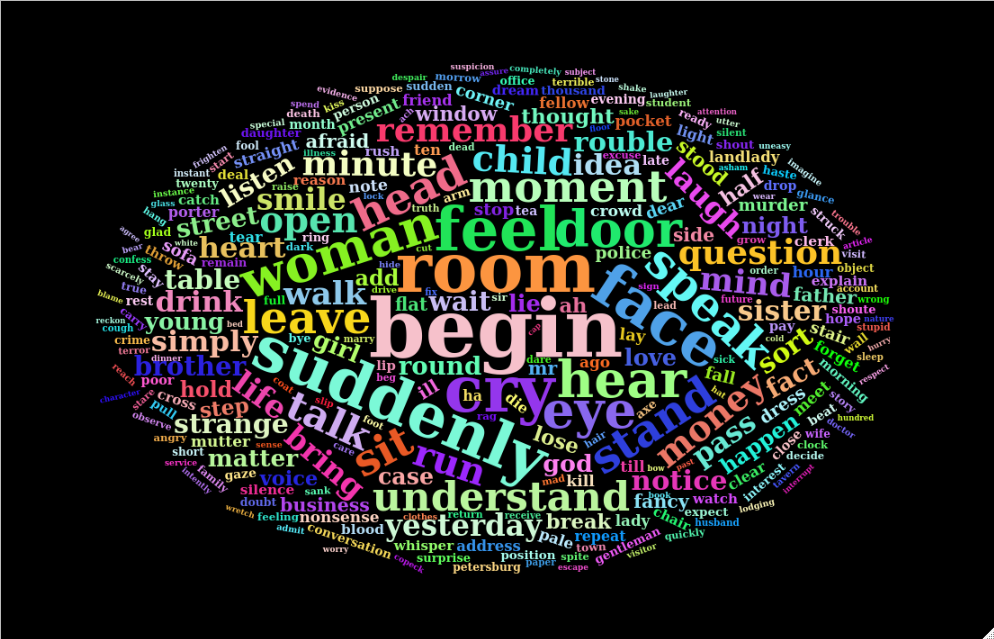 suspicion
despair morrow assure completely subject
sudden office terrible stone
evidence suppose dream thousand shake laughter
spend kiss person friend corner fellow evening student attention
death month present ach window thought pocket sake ready utter
special daughter afraid remember rouble floor light silent
fool straight rush ten dead excuse late stood shout uneasy
frighten start illness minute child idea landlady asham imagine
instant deal listen reason note arm head moment laugh half haste
twenty raise lock truth stop tea crowd dear drop glance
instance catch smile open feel door murder wear struck trouble
glass porter street tear ring woman side night clerk article
hang glad white heart dark cut room police question grow visit
agree bear sofa remain hide speak mind order object
confess throw table add fix face sign hour explain
scarcely stay walk flat wait sir lie ah future father account
true drive begin lead sister shoute wrong
blame rest drink full leave hope nature
reckon carry young bed cap pay stair stupid
cough crime simply bye girl marry round dare mr lay love cold wall
terror dinner suddenly lip ago sick sort forget hurry
reach brother beg hear fall fact morning sleep respect
character poor life coat ill cry ha die eye hat money meet
stare hold slip talk foot rag axe stand dress story hundred
cross step care lose hair pass beat doctor
observe pull strange sit run happen wife
angry mutter bring sense god till past close clock
short matter case mad kill bow notice decide
service gaze voice understand book clear interest tavern interrupt
intently family silence sank fancy watch
doubt business return receive chair expect lodging
wretch feeling nonsense clothes yesterday break lady husband
admit blood pale repeat quickly
conversation whisper address town gentleman
worry surprise position spite visitor
copeck petersburg paper escape